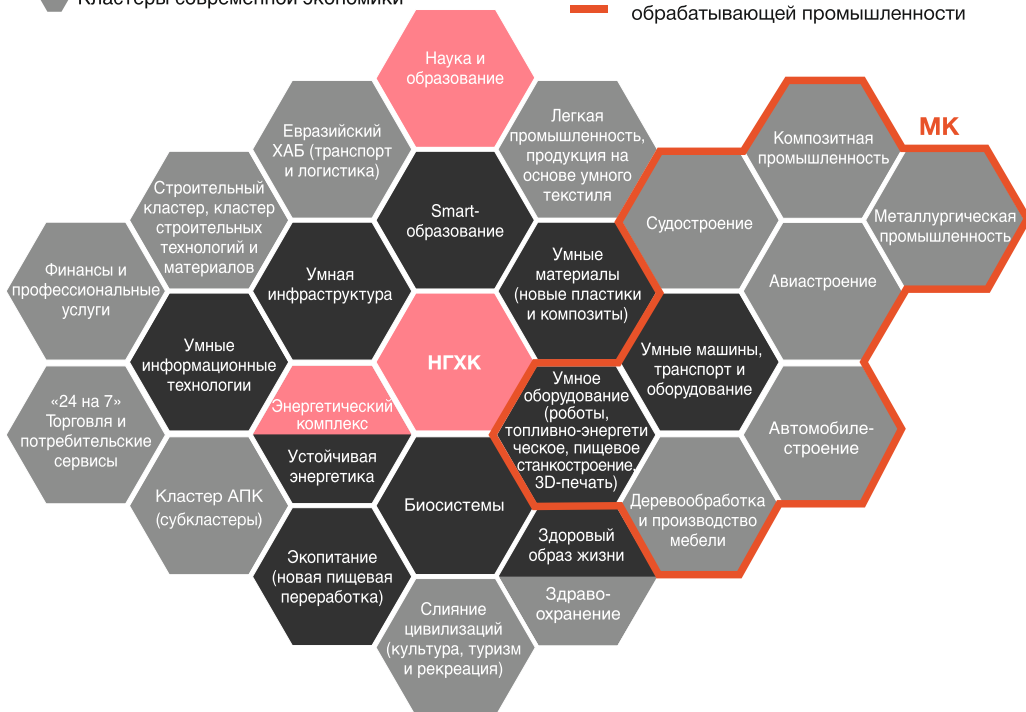 Кластеры современной экономики
обрабатывающей промышленности
Наука и
образование
МК
Евразийский
ХАБ (транспорт
и логистика)
Легкая
промышленность,
продукция на
основе умного
текстиля
Композитная
промышленность
Строительный
кластер, кластер
строительных
технологий и
материалов
Smart-
образование
Судостроение
Металлургическая
промышленность
Финансы и
профессиональные
услуги
Умная
инфраструктура
Умные
материалы
(новые пластики
и композиты)
Авиастроение
Умные
информационные
технологии
НГХК
Умные машины,
транспорт и
оборудование
«24 на 7»
Торговля и
потребительские
сервисы
Энергетический
комплекс
Устойчивая
энергетика
Умное
оборудование
(роботы,
топливно-энергети
ческое, пищевое
станкостроение,
3D-печать)
Автомобиле-
строение
Кластер АПК
(субкластеры)
Биосистемы
Деревообработка
и производство
мебели
Экопитание
(новая пищевая
переработка)
Здоровый
образ жизни
Здраво-
охранение
Слияние
цивилизаций
(культура, туризм
и рекреация)